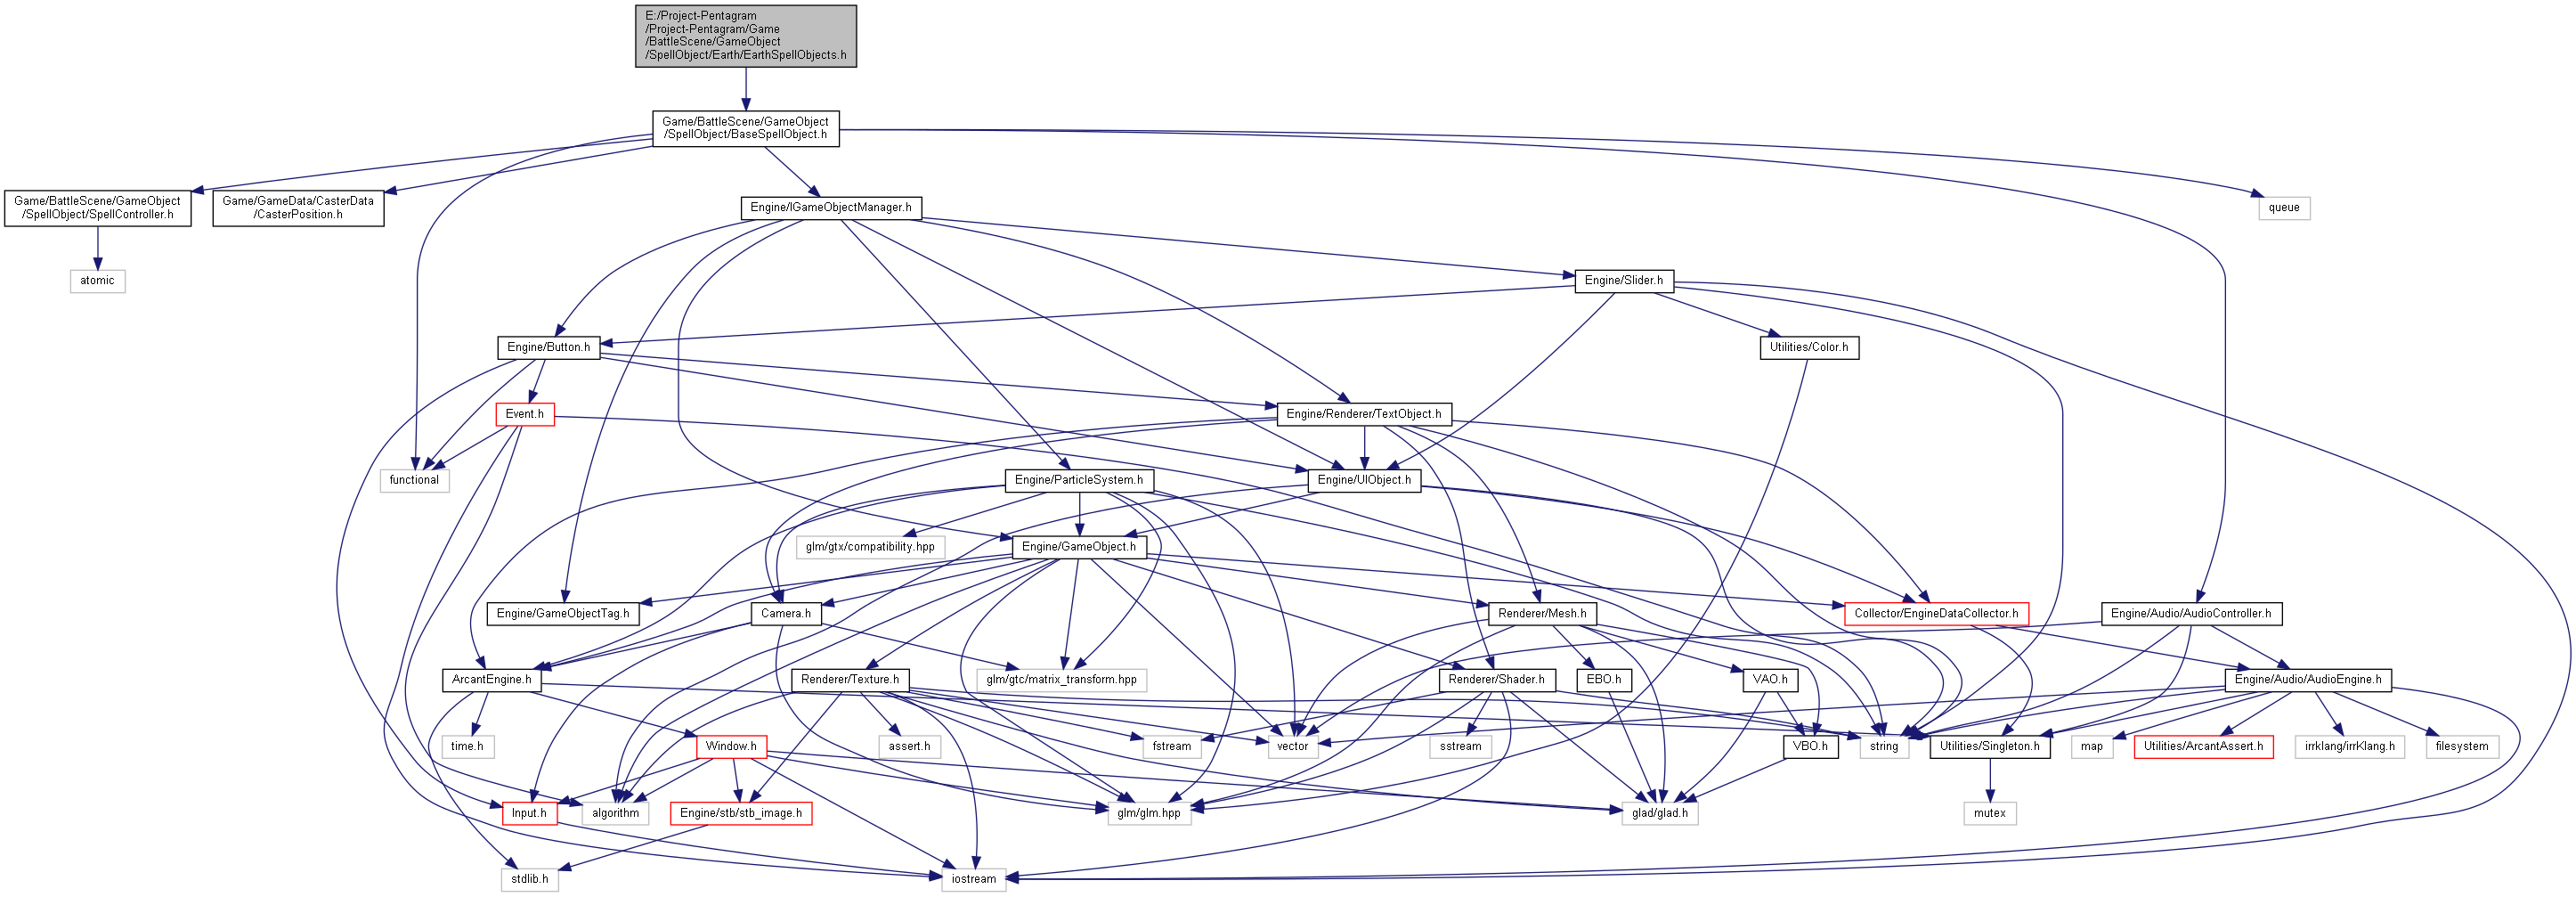 E:/Project-Pentagram
/Project-Pentagram/Game
/BattleScene/GameObject
/SpellObject/Earth/EarthSpellObjects.h
Game/BattleScene/GameObject
/SpellObject/BaseSpellObject.h
Game/BattleScene/GameObject
/SpellObject/SpellController.h
Game/GameData/CasterData
/CasterPosition.h
Engine/IGameObjectManager.h
queue
atomic
Engine/Slider.h
Engine/Button.h
Utilities/Color.h
Event.h
Engine/Renderer/TextObject.h
functional
Engine/ParticleSystem.h
Engine/UIObject.h
glm/gtx/compatibility.hpp
Engine/GameObject.h
Engine/GameObjectTag.h
Camera.h
Renderer/Mesh.h
Collector/EngineDataCollector.h
Engine/Audio/AudioController.h
ArcantEngine.h
Renderer/Texture.h
glm/gtc/matrix_transform.hpp
Renderer/Shader.h
EBO.h
VAO.h
Engine/Audio/AudioEngine.h
time.h
Window.h
assert.h
fstream
vector
sstream
VBO.h
string
Utilities/Singleton.h
map
Utilities/ArcantAssert.h
irrklang/irrKlang.h
filesystem
Input.h
algorithm
Engine/stb/stb_image.h
glm/glm.hpp
glad/glad.h
mutex
stdlib.h
iostream